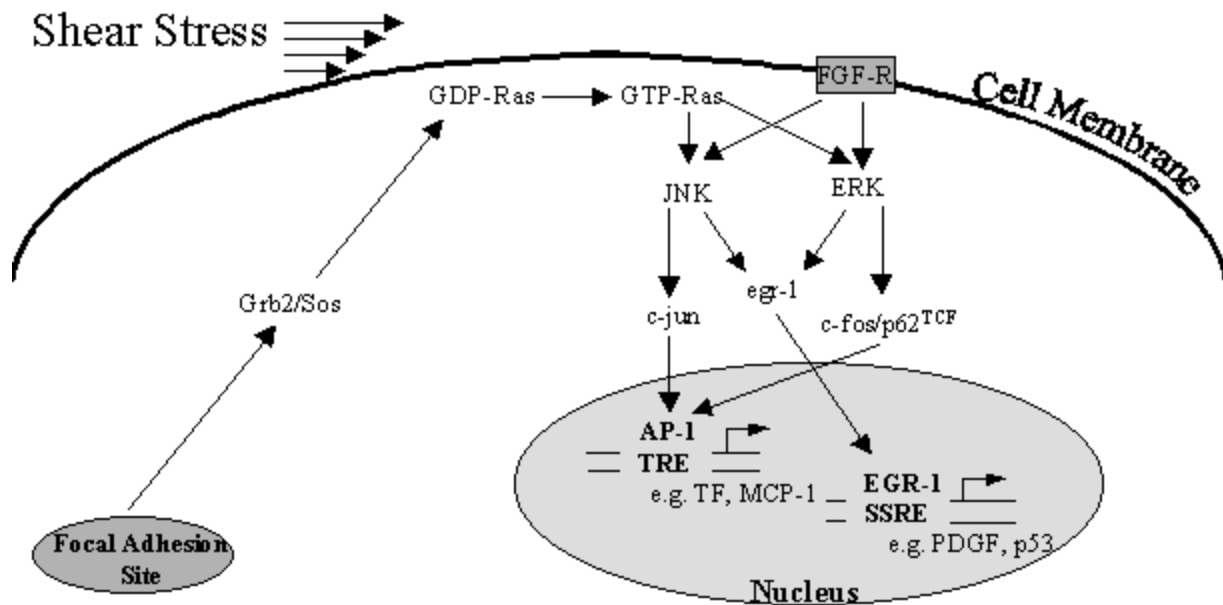 Shear Stress
FGF-R
Cell Membrane
GDP-Ras
GTP-Ras
JNK
ERK
Grb2/Sos
egr-1
c-jun
c-fos/p62TCF
AP-1
TRE
e.g. TF, MCP-1
EGR-1
SSRE
e.g. PDGF, p53
Focal Adhesion
Site
Nucleus